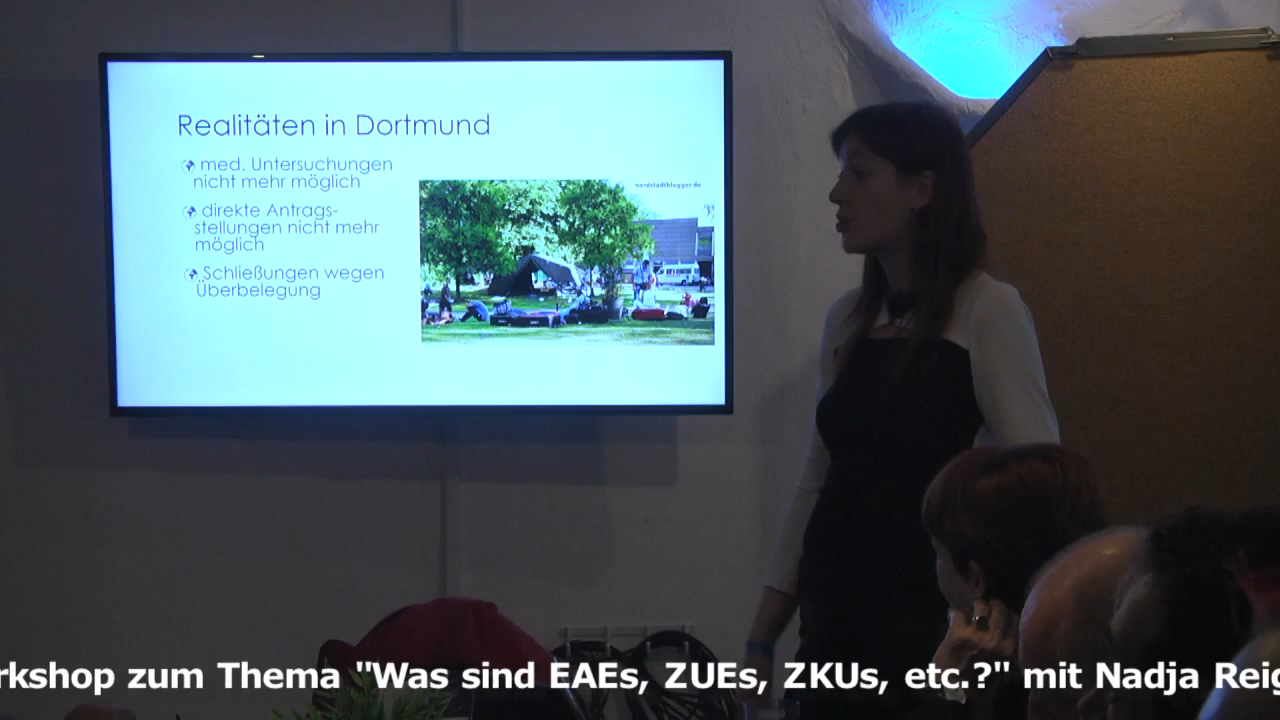 Realitäten in Dortmund
med. Untersuchungen
nicht mehr möglich
direkte Antrags-
stellungen nicht mehr
möglich
Schließungen wegen
Überbelegung
nordstadtblogger.de
rkshop zum Thema "Was sind EAEs, ZUEs, ZKUs, etc.?" mit Nadja Reig